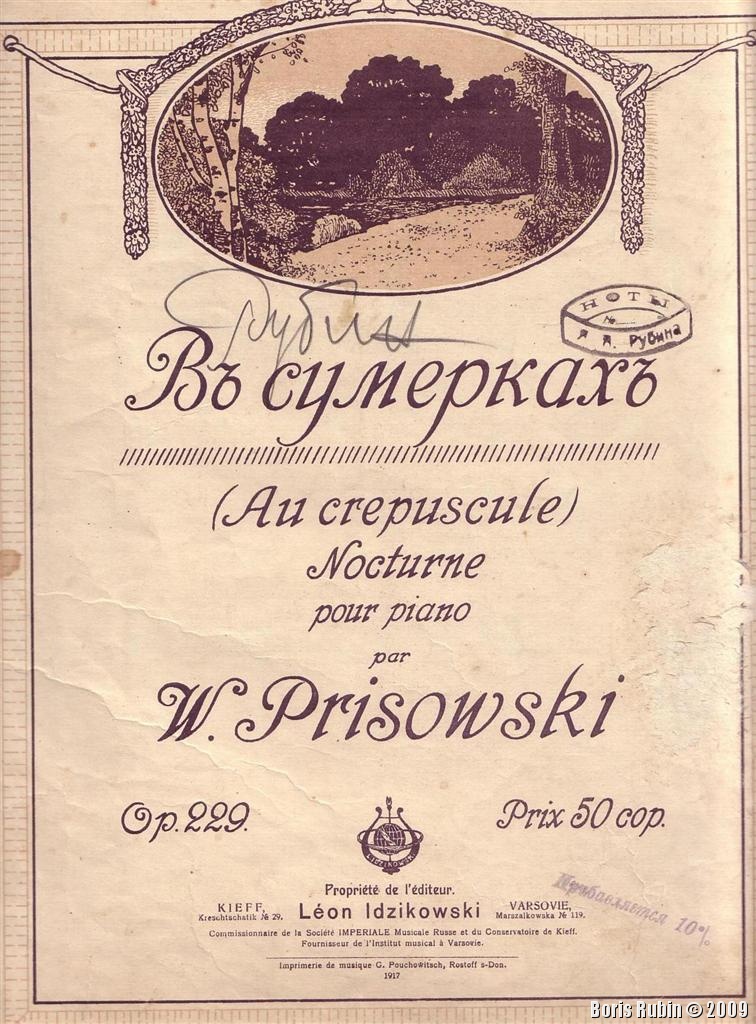 Рубин
НОТЫ
№
Я. Я. Рубина
Въ сумеркахъ
(Au crepuscule)
Nocturne
pour piano
par
W. Prisowski
Op. 229.
Prix 50 cop.
IDZIKOWSKI
Propriété de l'éditeur.
KIEFF,
Kreschtschatik № 29.
Léon Idzikowski
VARSOVIE,
Marszalkowska № 119.
Commissionnaire de la Société IMPERIALE Musicale Russe et du Conservatoire de Kieff.
Fournisseur de l'Institut musical à Varsovie.
Прибавляется 10%
Imprimerie de musique G. Pouchowitsch, Rostoff s-Don.
1917
Boris Rubin © 2009